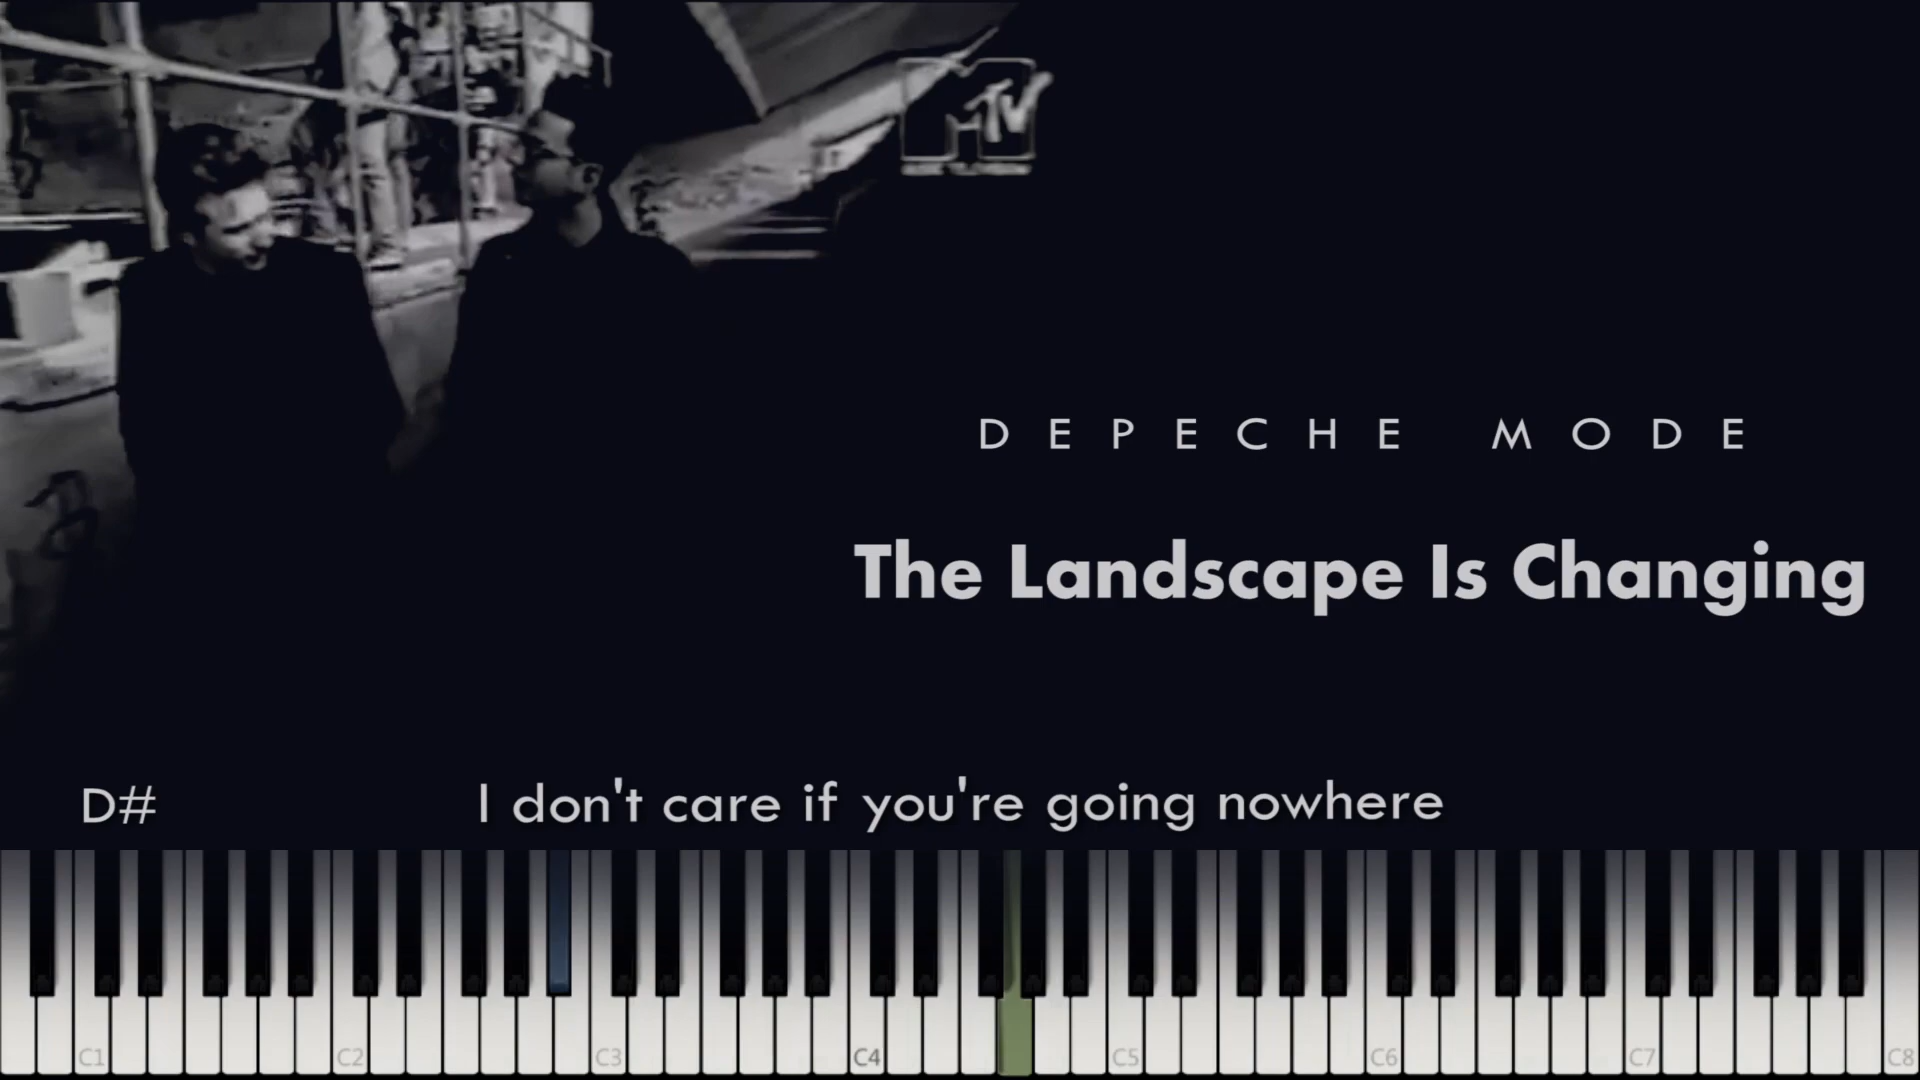 MTV
DEPECHE MODE
The Landscape Is Changing
D# I don't care if you're going nowhere
C1 C2 C3 C4 C5 C6 C7 C8